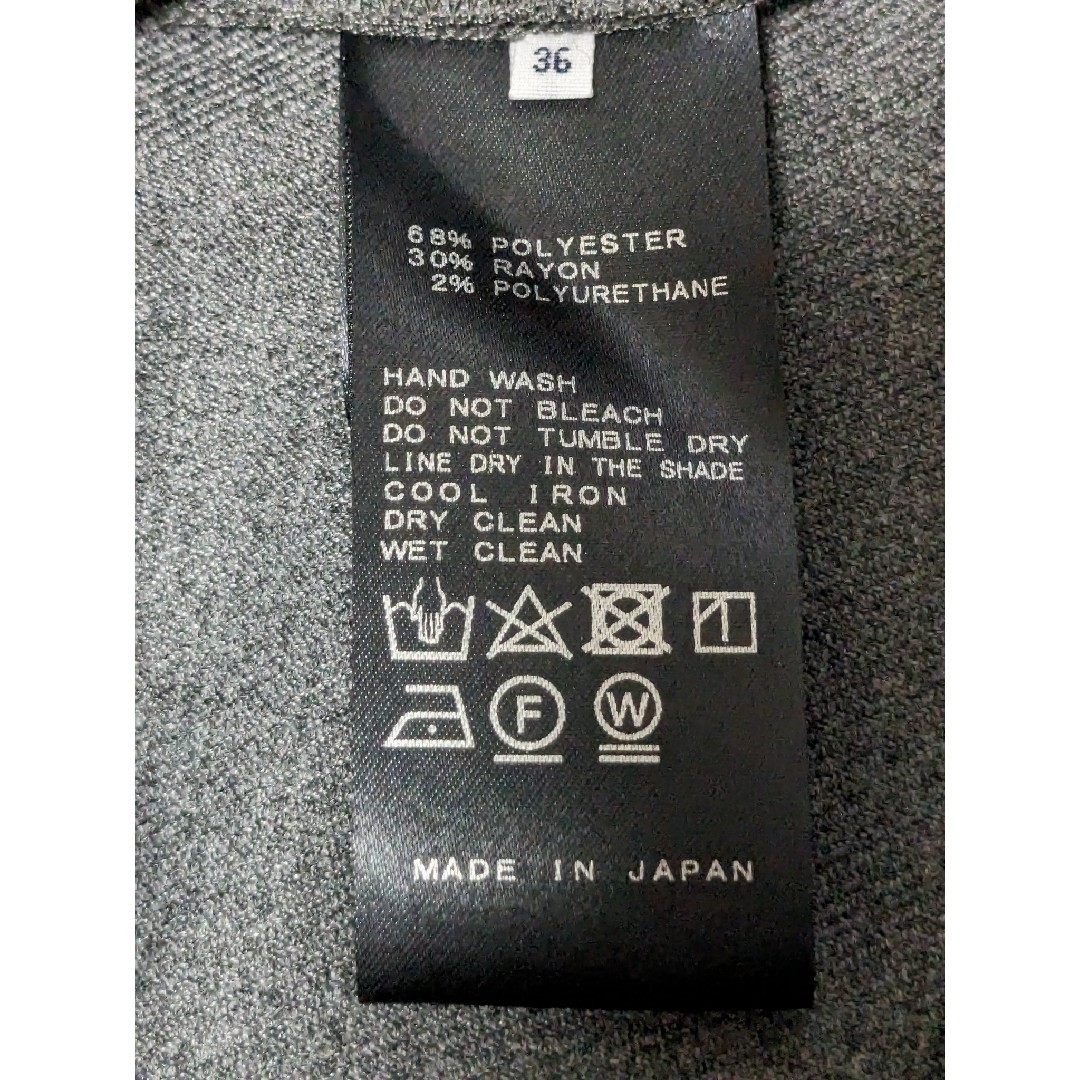 36
68% POLYESTER
30% RAYON
2% POLYURETHANE
HAND WASH
DO NOT BLEACH
DO NOT TUMBLE DRY
LINE DRY IN THE SHADE
COOL IRON
DRY CLEAN
WET CLEAN
F W
MADE IN JAPAN